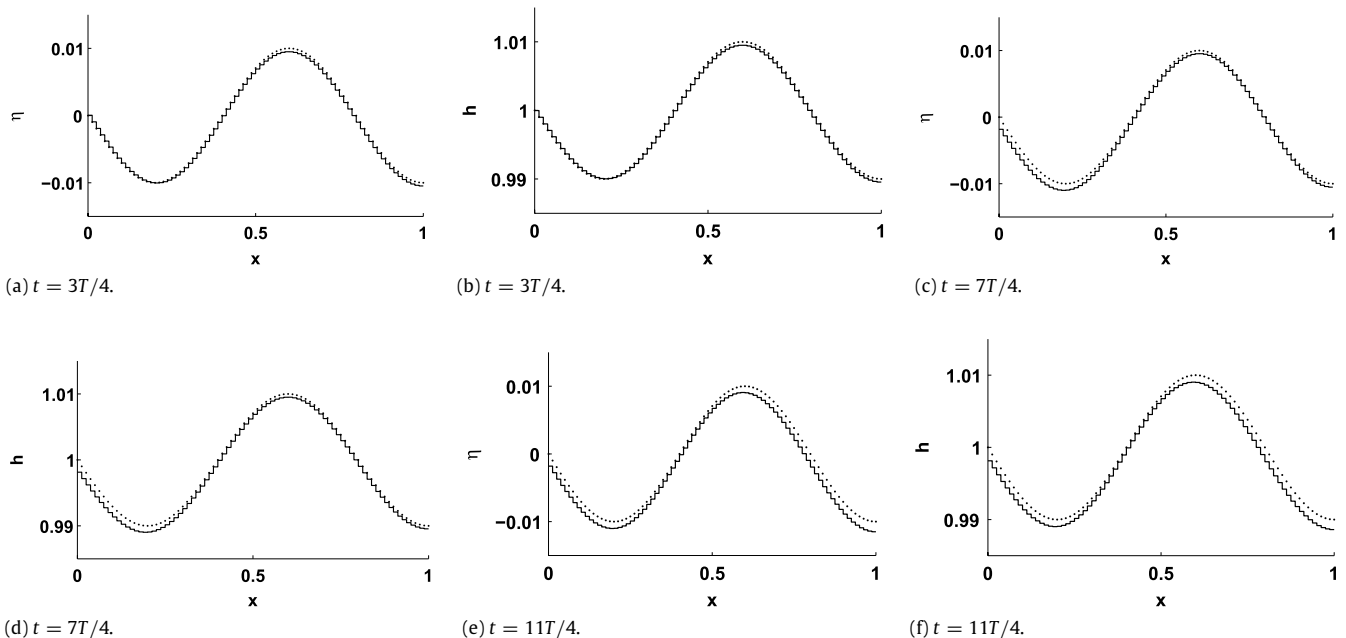 0.01
0
−0.01
η
0
0.5
1
x
(a) t = 3T/4.
1.01
1
0.99
h
0
0.5
1
x
(b) t = 3T/4.
0.01
0
−0.01
η
0
0.5
1
x
(c) t = 7T/4.
1.01
1
0.99
h
0
0.5
1
x
(d) t = 7T/4.
0.01
0
−0.01
η
0
0.5
1
x
(e) t = 11T/4.
1.01
1
0.99
h
0
0.5
1
x
(f) t = 11T/4.